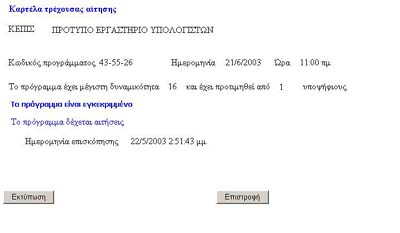 Καρτέλα τρέχουσας αίτησης
ΚΕΠΙΣ ΠΡΟΤΥΠΟ ΕΡΓΑΣΤΗΡΙΟ ΥΠΟΛΟΓΙΣΤΩΝ
Κωδικός προγράμματος, 43-55-26 Ημερομηνία 21/6/2003 Ώρα 11:00 πμ
Το πρόγραμμα έχει μέγιστη δυναμικότητα 16 και έχει προτιμηθεί από 1 υποψήφιους
Το πρόγραμμα είναι εγκεκριμένο
Το πρόγραμμα δέχεται αιτήσεις
Ημερομηνία επισκόπησης, 22/5/2003 2:51:43 μμ
Εκτύπωση Επιστροφή